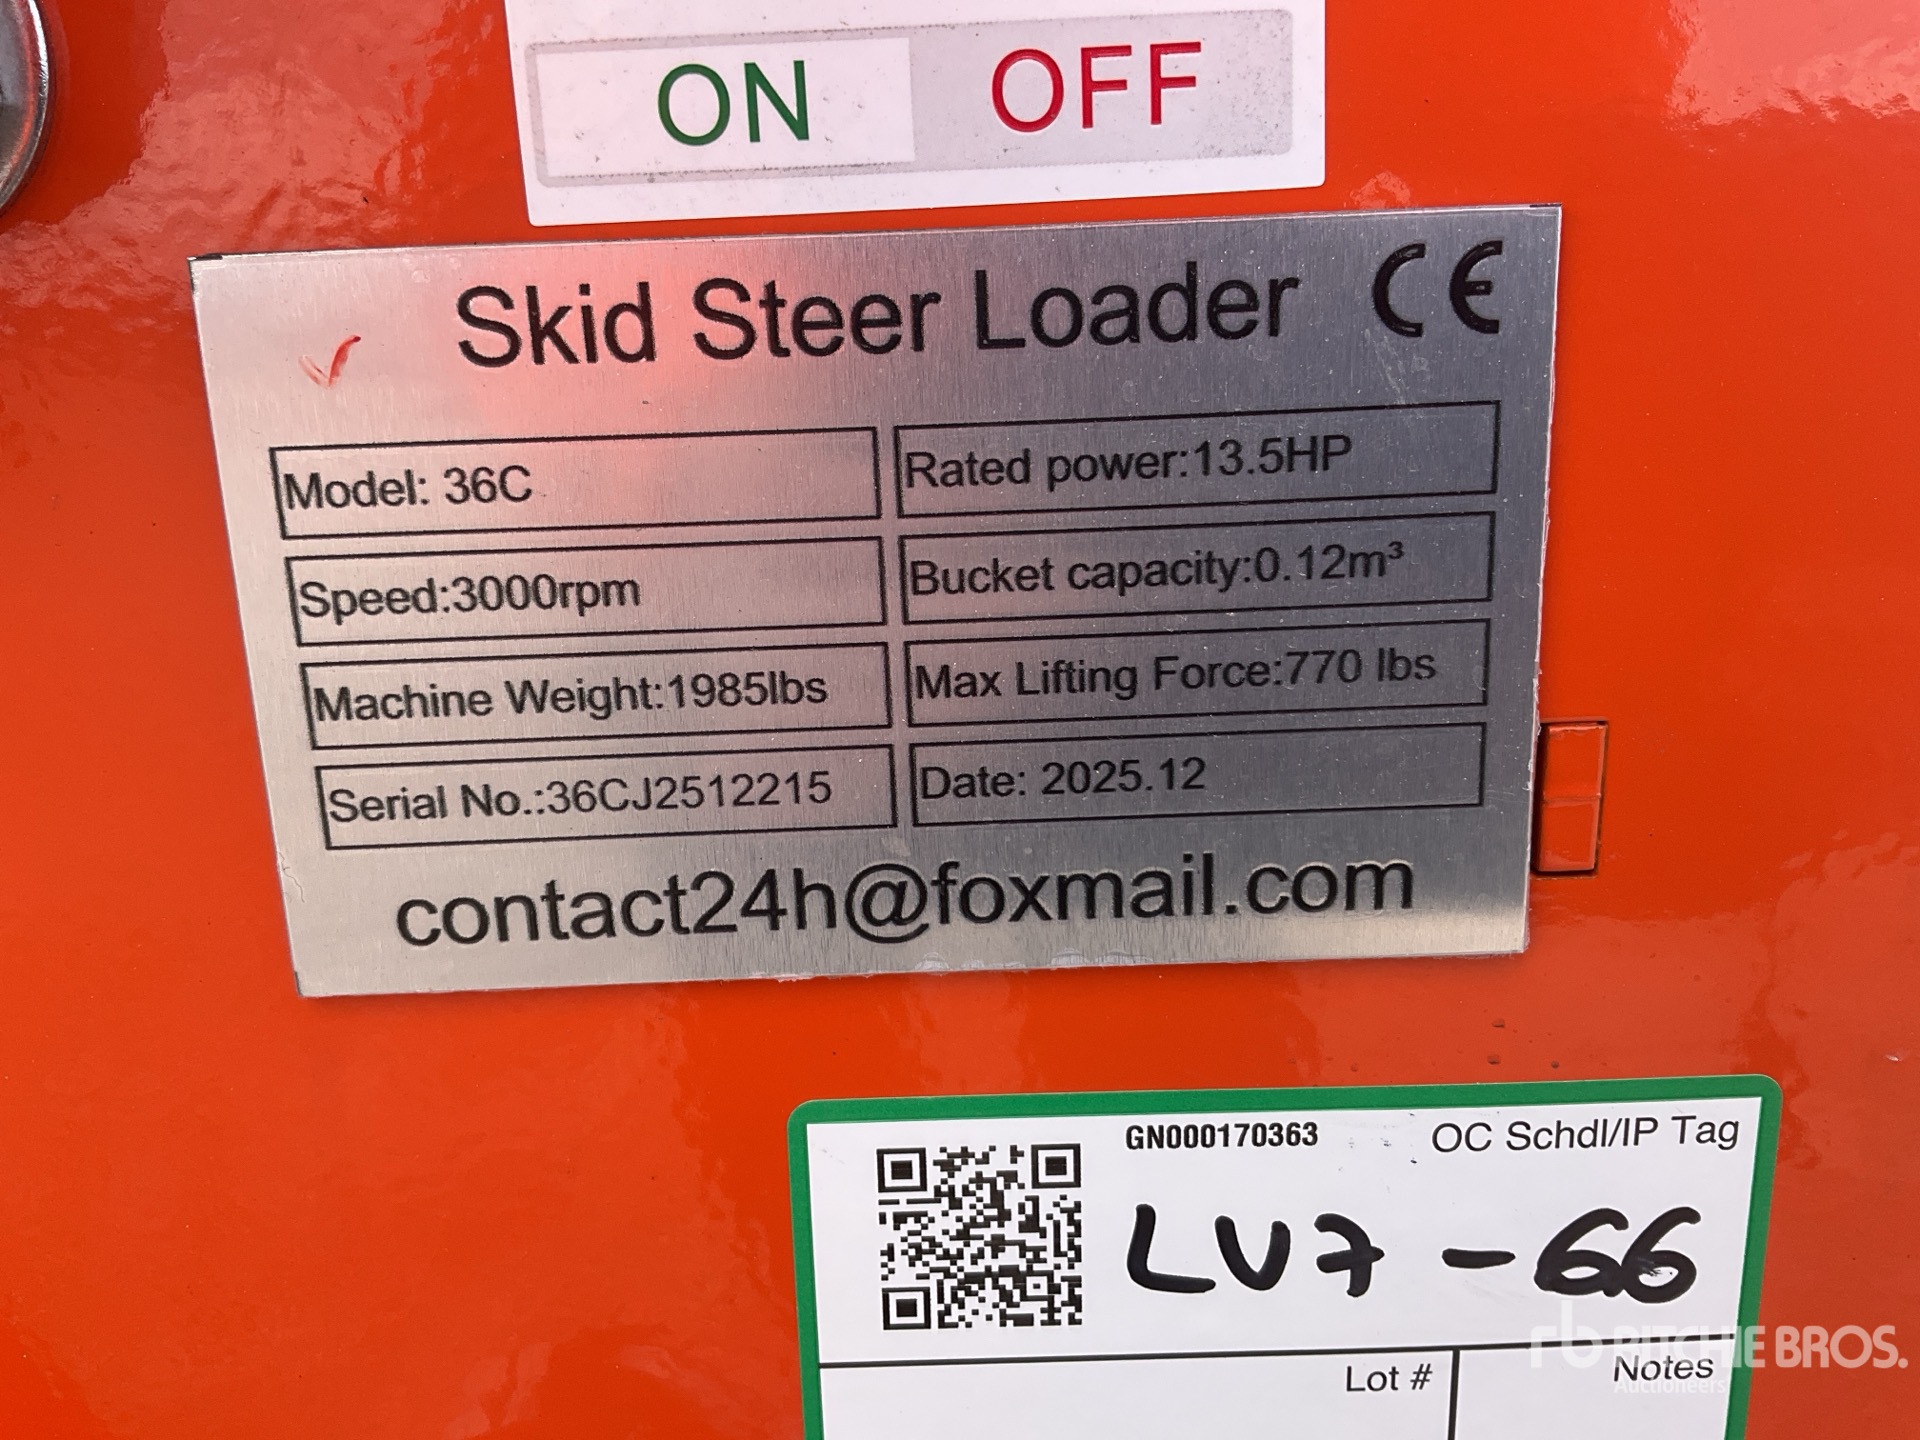 ON OFF
Skid Steer Loader CE
Model: 36C
Rated power:13.5HP
Speed:3000rpm
Bucket capacity:0.12m³
Machine Weight:1985lbs
Max Lifting Force:770 lbs
Serial No.:36CJ2512215
Date: 2025.12
contact24h@foxmail.com
GN000170363 OC Schdl/IP Tag
LV7-66
Lot # Notes
rb RITCHIE BROS.
Auctioneers